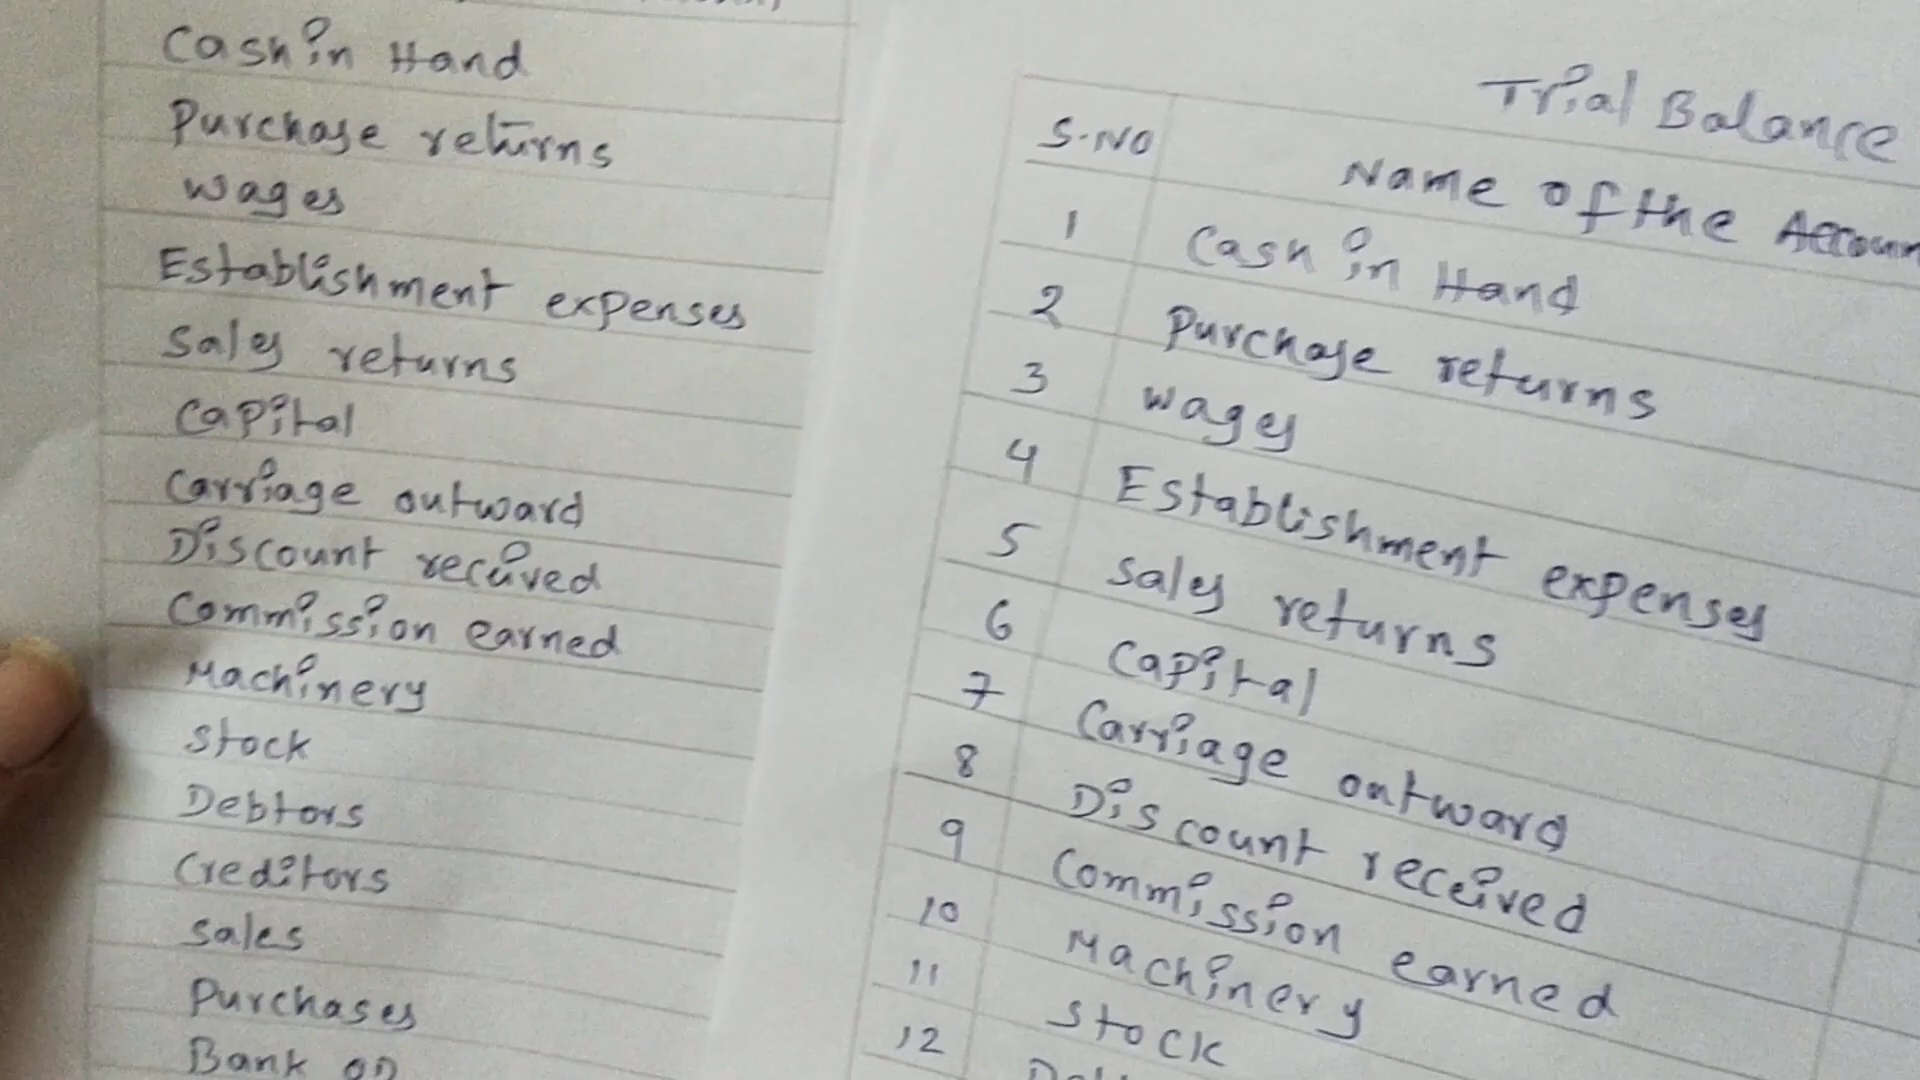 Cash in Hand
Purchase returns
Wages
Establishment expenses
Sales returns
Capital
Carriage outward
Discount received
Commission earned
Machinery
Stock
Debtors
Creditors
Sales
Purchases
Bank OD
Trial Balance
S.NO Name of the Accoun
1 Cash in Hand
2 Purchase returns
3 Wages
4 Establishment expenses
5 Sales returns
6 Capital
7 Carriage outward
8 Discount received
9 Commission earned
10 Machinery
11 Stock
12